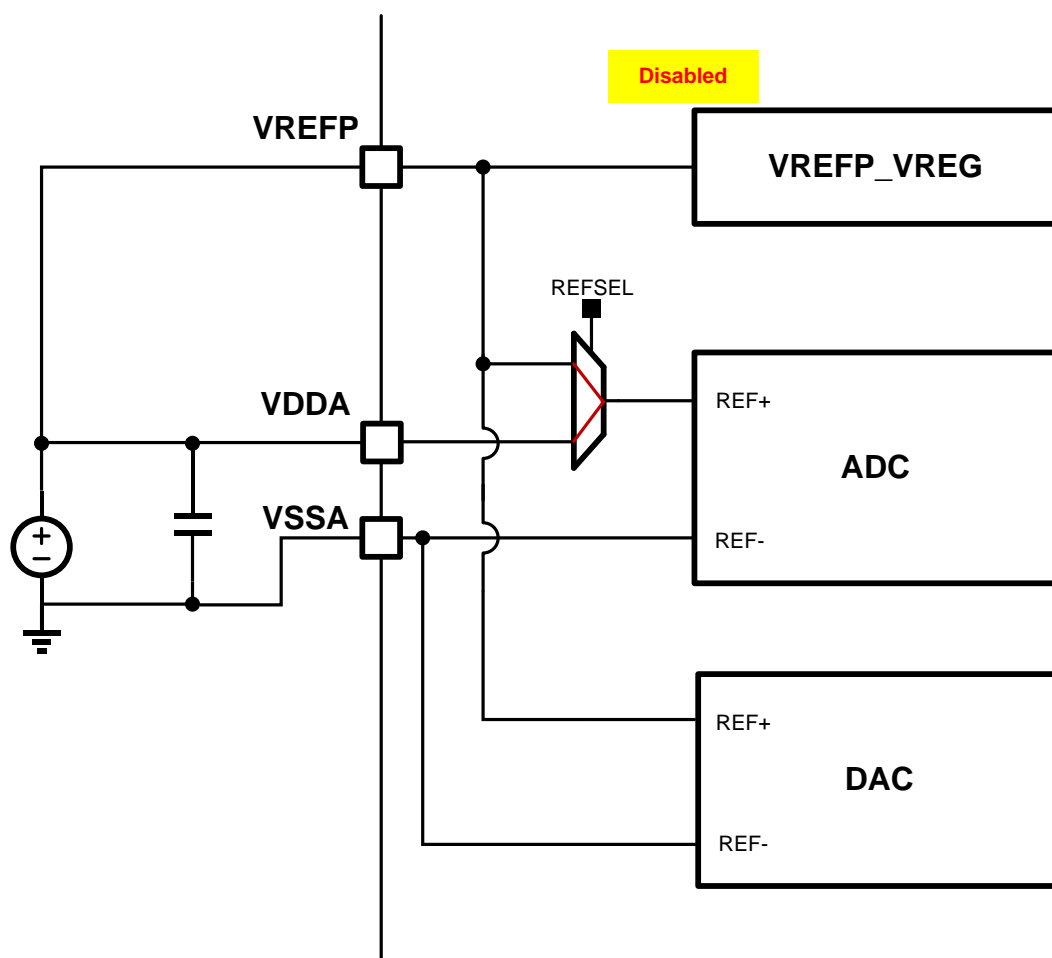 Disabled
VREFP
VREFP_VREG
REFSEL
VDDA
REF+
ADC
VSSA
REF-
REF+
DAC
REF-